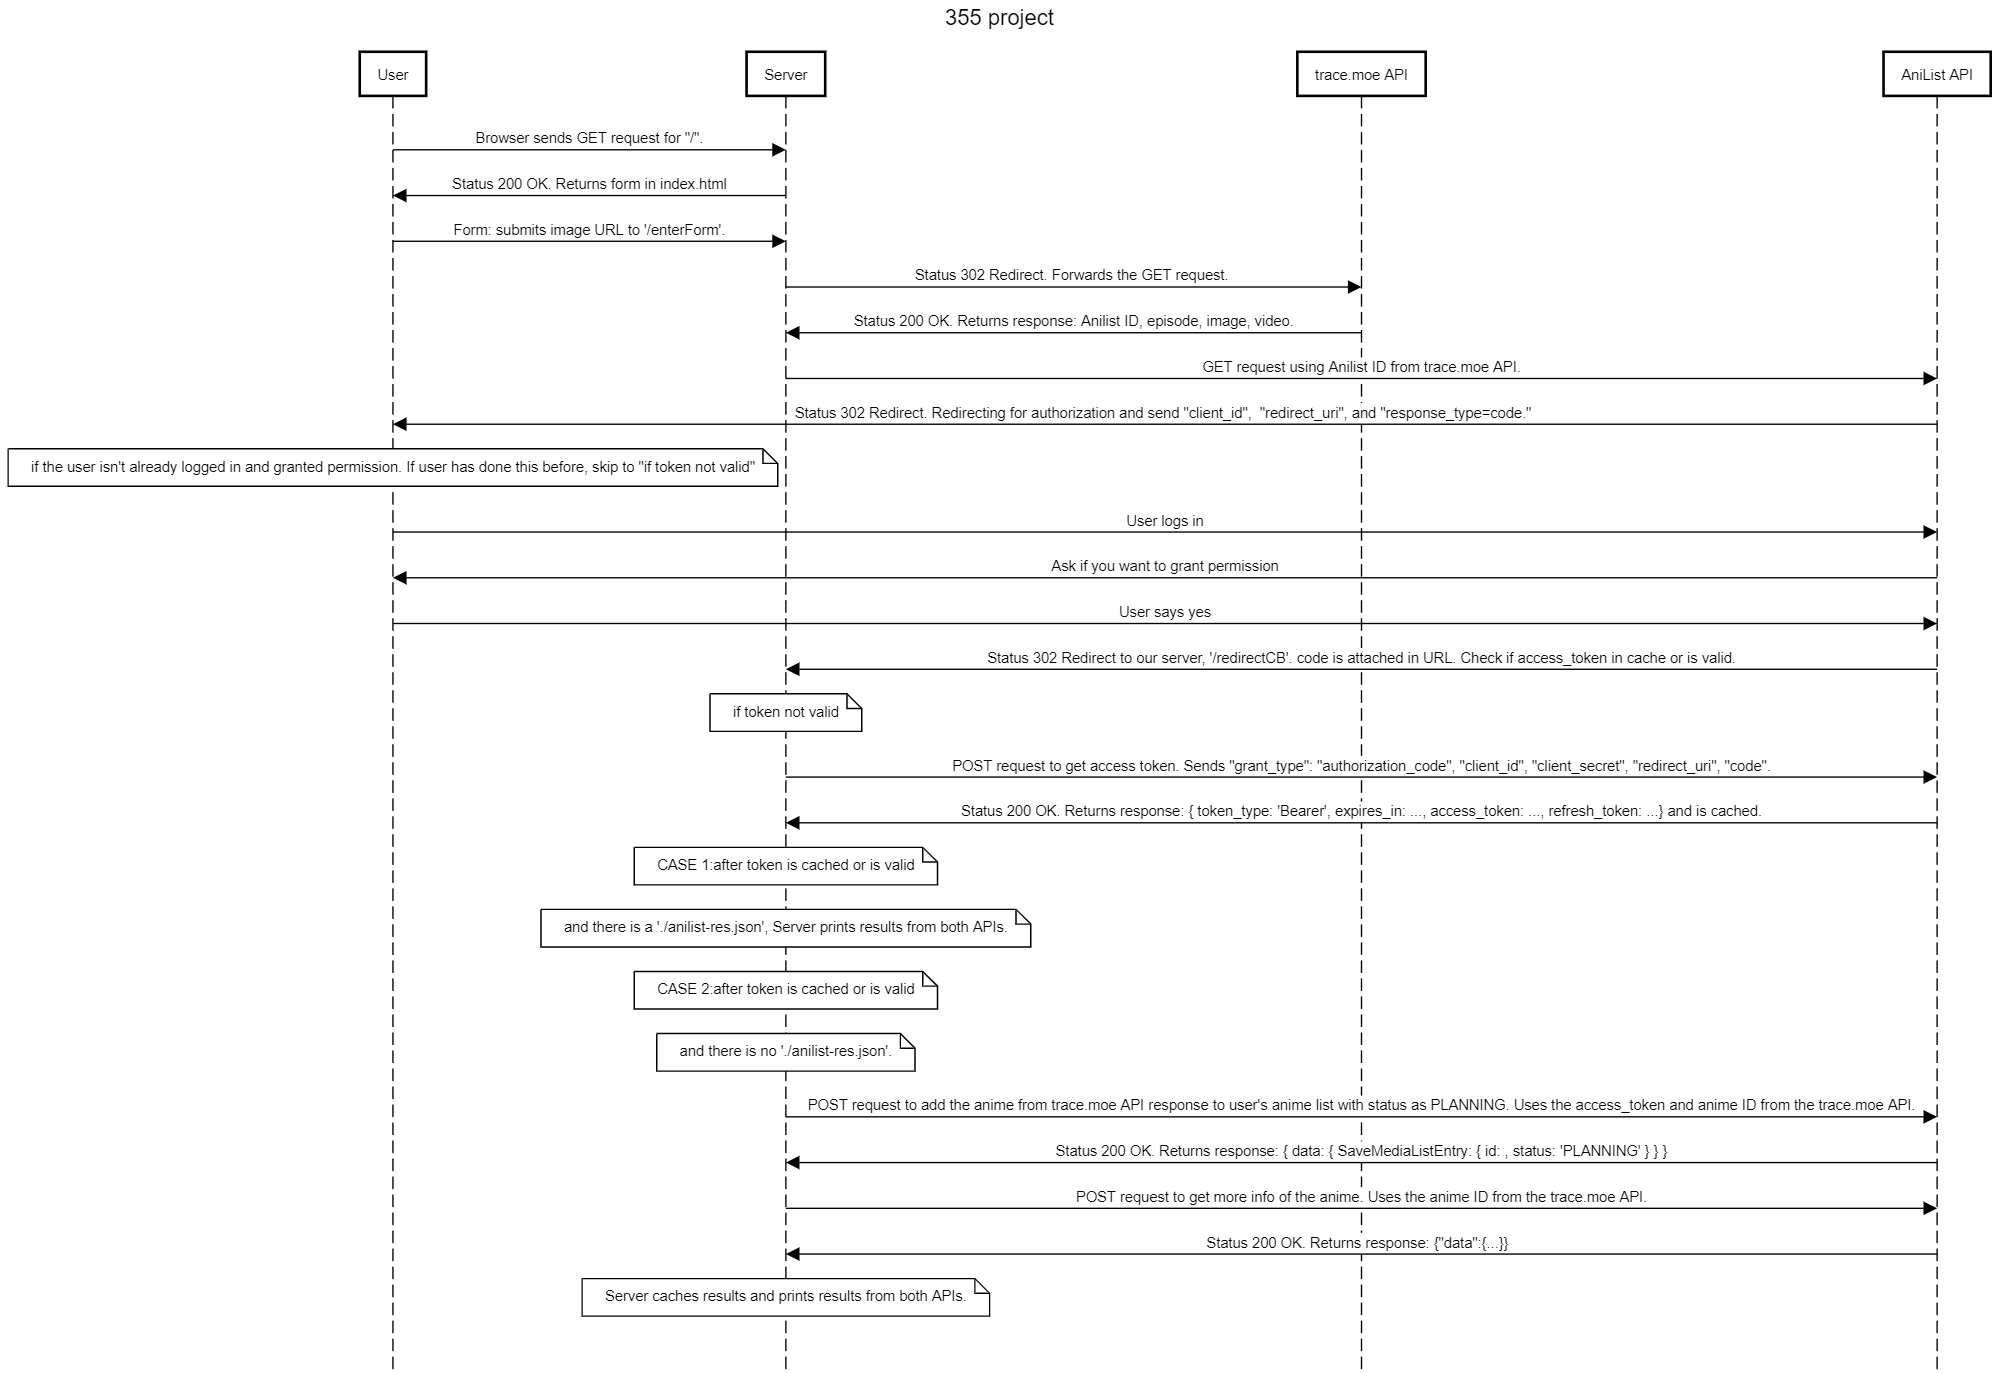 355 project
User
Server
trace.moe API
AniList API
Browser sends GET request for "/".
Status 200 OK. Returns form in index.html
Form: submits image URL to '/enterForm'.
Status 302 Redirect. Forwards the GET request.
Status 200 OK. Returns response: Anilist ID, episode, image, video.
GET request using Anilist ID from trace.moe API.
Status 302 Redirect. Redirecting for authorization and send "client_id",  "redirect_uri", and "response_type=code."
if the user isn't already logged in and granted permission. If user has done this before, skip to "if token not valid"
User logs in
Ask if you want to grant permission
User says yes
Status 302 Redirect to our server, '/redirectCB'. code is attached in URL. Check if access_token in cache or is valid.
if token not valid
POST request to get access token. Sends "grant_type": "authorization_code", "client_id", "client_secret", "redirect_uri", "code".
Status 200 OK. Returns response: { token_type: 'Bearer', expires_in: ..., access_token: ..., refresh_token: ...} and is cached.
CASE 1:after token is cached or is valid
and there is a './anilist-res.json', Server prints results from both APIs.
CASE 2:after token is cached or is valid
and there is no './anilist-res.json'.
POST request to add the anime from trace.moe API response to user's anime list with status as PLANNING. Uses the access_token and anime ID from the trace.moe API.
Status 200 OK. Returns response: { data: { SaveMediaListEntry: { id: , status: 'PLANNING' } } }
POST request to get more info of the anime. Uses the anime ID from the trace.moe API.
Status 200 OK. Returns response: {"data":{...}}
Server caches results and prints results from both APIs.